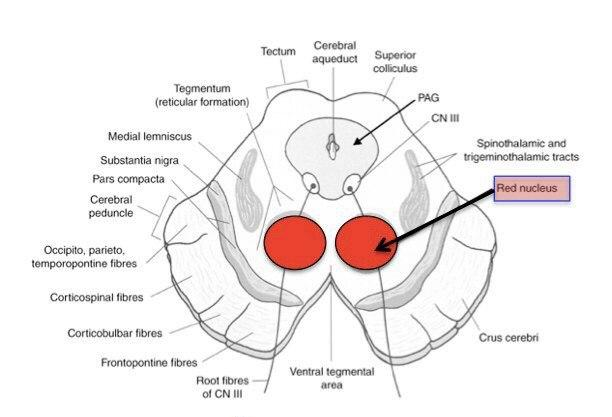 Tectum
Cerebral
aqueduct
Superior
colliculus
Tegmentum
(reticular formation)
PAG
CN III
Medial lemniscus
Spinothalamic and
trigeminothalamic tracts
Substantia nigra
Pars compacta
Red nucleus
Cerebral
peduncle
Occipito, parieto,
temporopontine fibres
Corticospinal fibres
Corticobulbar fibres
Crus cerebri
Frontopontine fibres
Root fibres
of CN III
Ventral tegmental
area